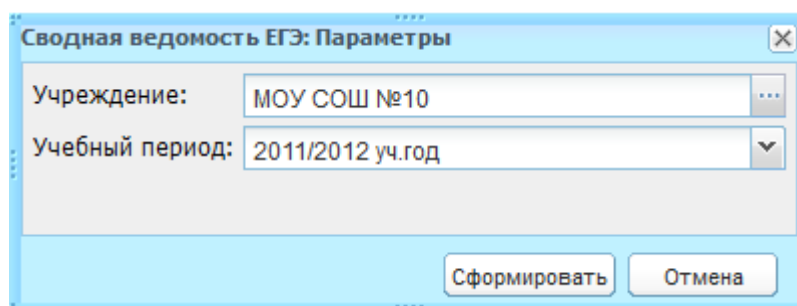 Сводная ведомость ЕГЭ: Параметры
Учреждение: МОУ СОШ №10
Учебный период: 2011/2012 уч.год
Сформировать Отмена